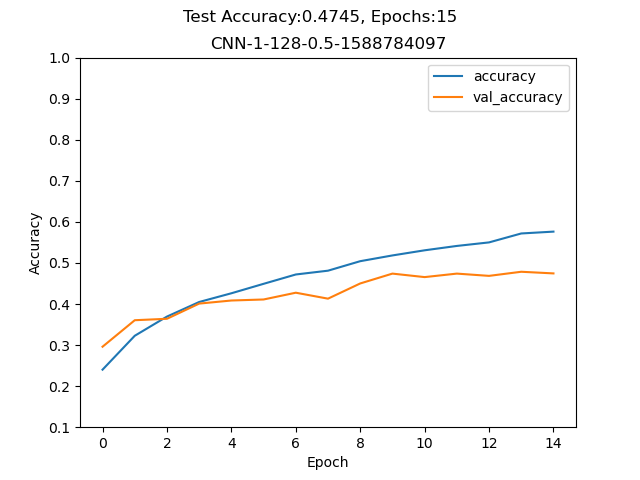 Test Accuracy:0.4745, Epochs:15
CNN-1-128-0.5-1588784097
accuracy
val_accuracy
Accuracy
1.0
0.9
0.8
0.7
0.6
0.5
0.4
0.3
0.2
0.1
0 2 4 6 8 10 12 14
Epoch